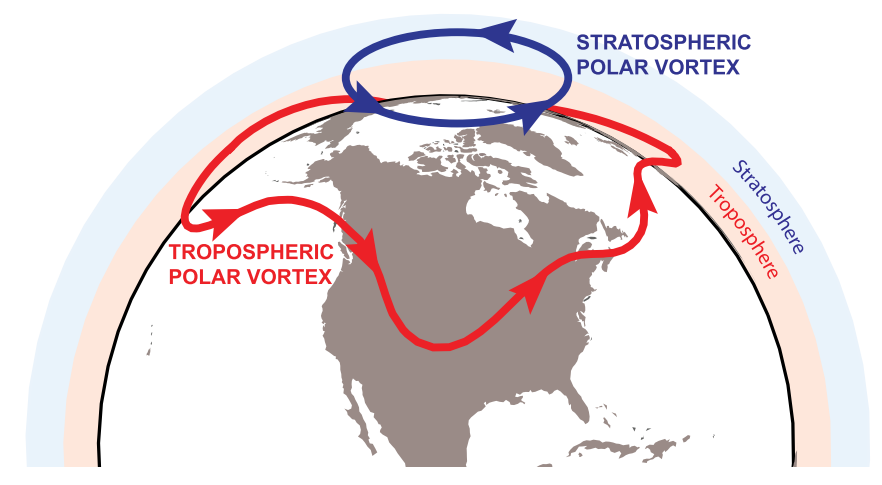 STRATOSPHERIC
POLAR VORTEX
Stratosphere
Troposphere
TROPOSPHERIC
POLAR VORTEX